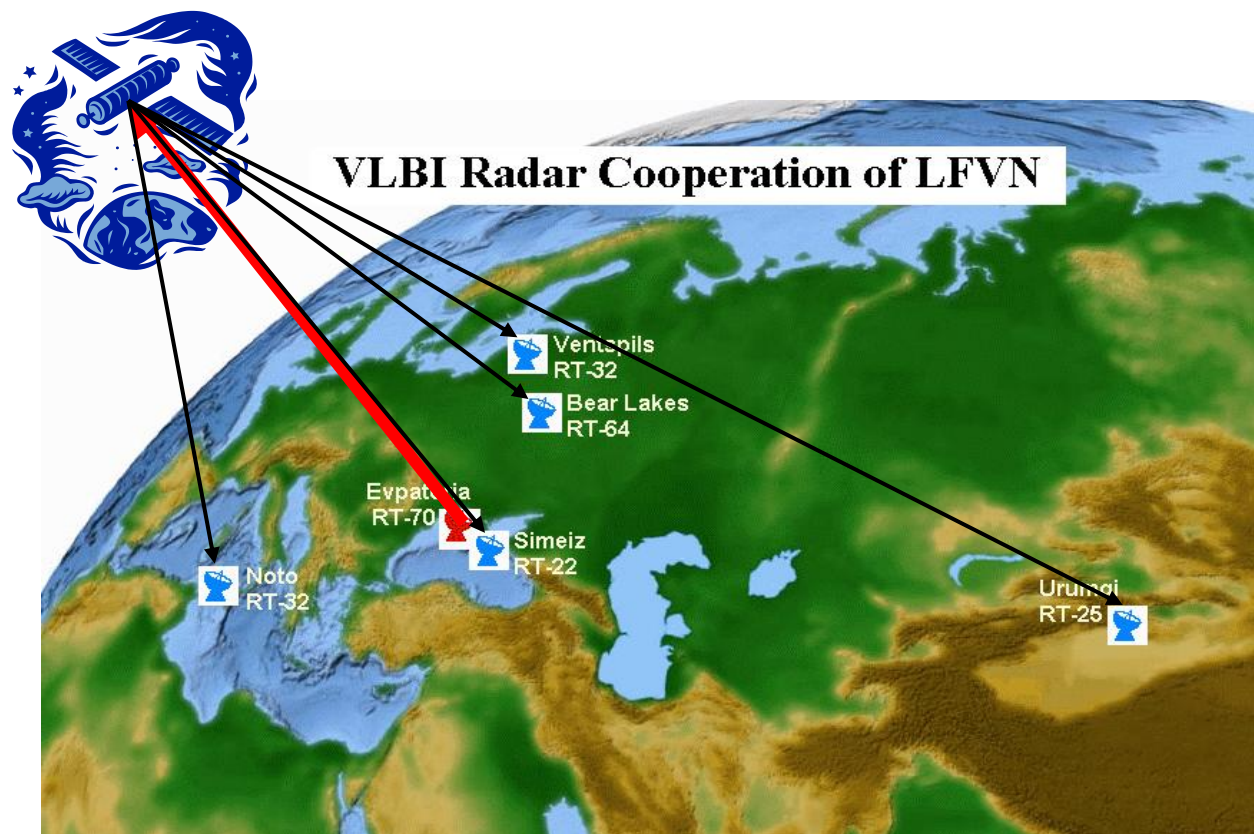 VLBI Radar Cooperation of LFVN
Ventspils
RT-32
Bear Lakes
RT-64
Evpatoria
RT-70
Simeiz
RT-22
Noto
RT-32
Urumqi
RT-25